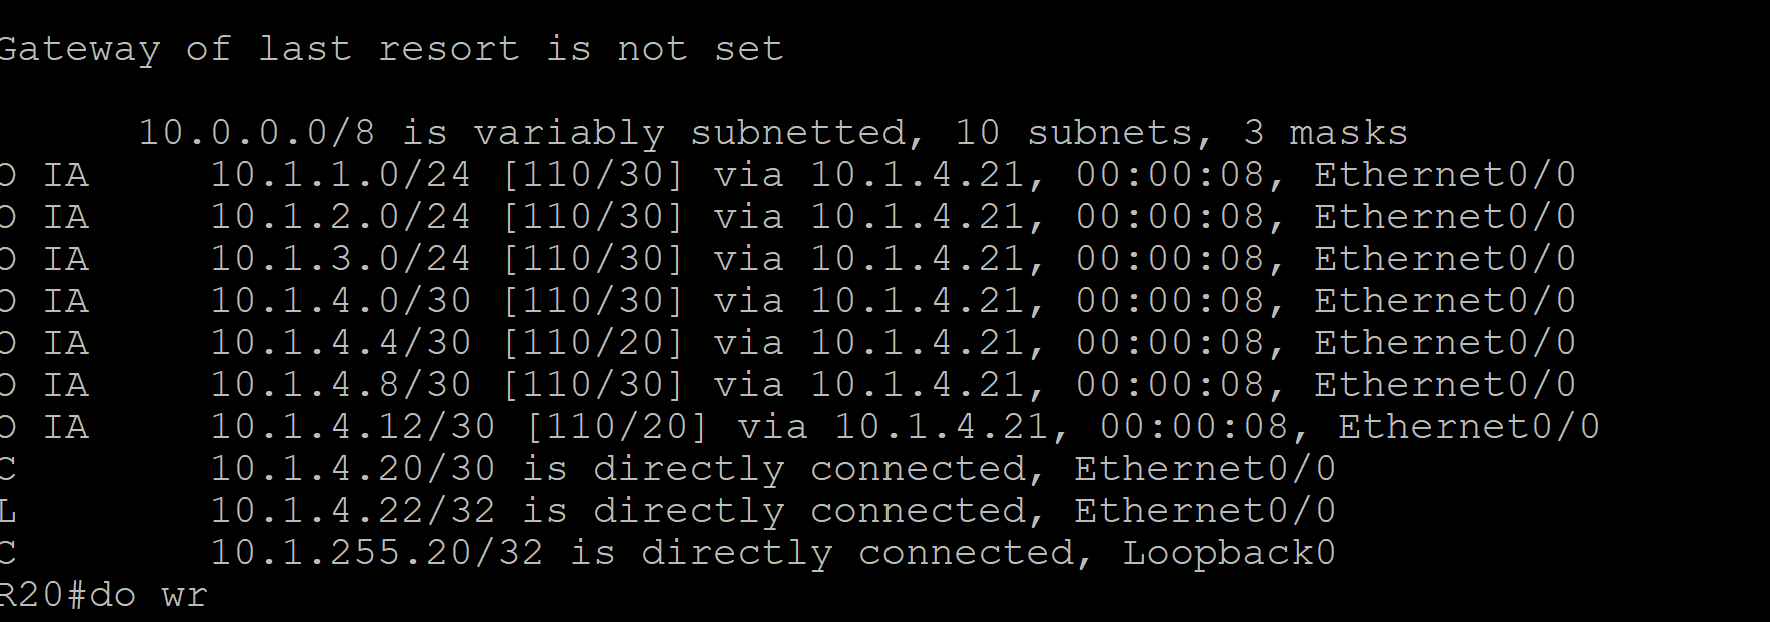 Gateway of last resort is not set
10.0.0.0/8 is variably subnetted, 10 subnets, 3 masks
O IA 10.1.1.0/24 [110/30] via 10.1.4.21, 00:00:08, Ethernet0/0
O IA 10.1.2.0/24 [110/30] via 10.1.4.21, 00:00:08, Ethernet0/0
O IA 10.1.3.0/24 [110/30] via 10.1.4.21, 00:00:08, Ethernet0/0
O IA 10.1.4.0/30 [110/30] via 10.1.4.21, 00:00:08, Ethernet0/0
O IA 10.1.4.4/30 [110/20] via 10.1.4.21, 00:00:08, Ethernet0/0
O IA 10.1.4.8/30 [110/30] via 10.1.4.21, 00:00:08, Ethernet0/0
O IA 10.1.4.12/30 [110/20] via 10.1.4.21, 00:00:08, Ethernet0/0
C 10.1.4.20/30 is directly connected, Ethernet0/0
L 10.1.4.22/32 is directly connected, Ethernet0/0
C 10.1.255.20/32 is directly connected, Loopback0
R20#do wr